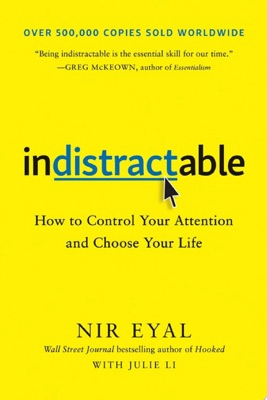 OVER 500,000 COPIES SOLD WORLDWIDE
“Being indistractable is the essential skill for our time.”
—GREG McKEOWN, author of Essentialism
indistractable
How to Control Your Attention
and Choose Your Life
NIR EYAL
Wall Street Journal bestselling author of Hooked
WITH JULIE LI